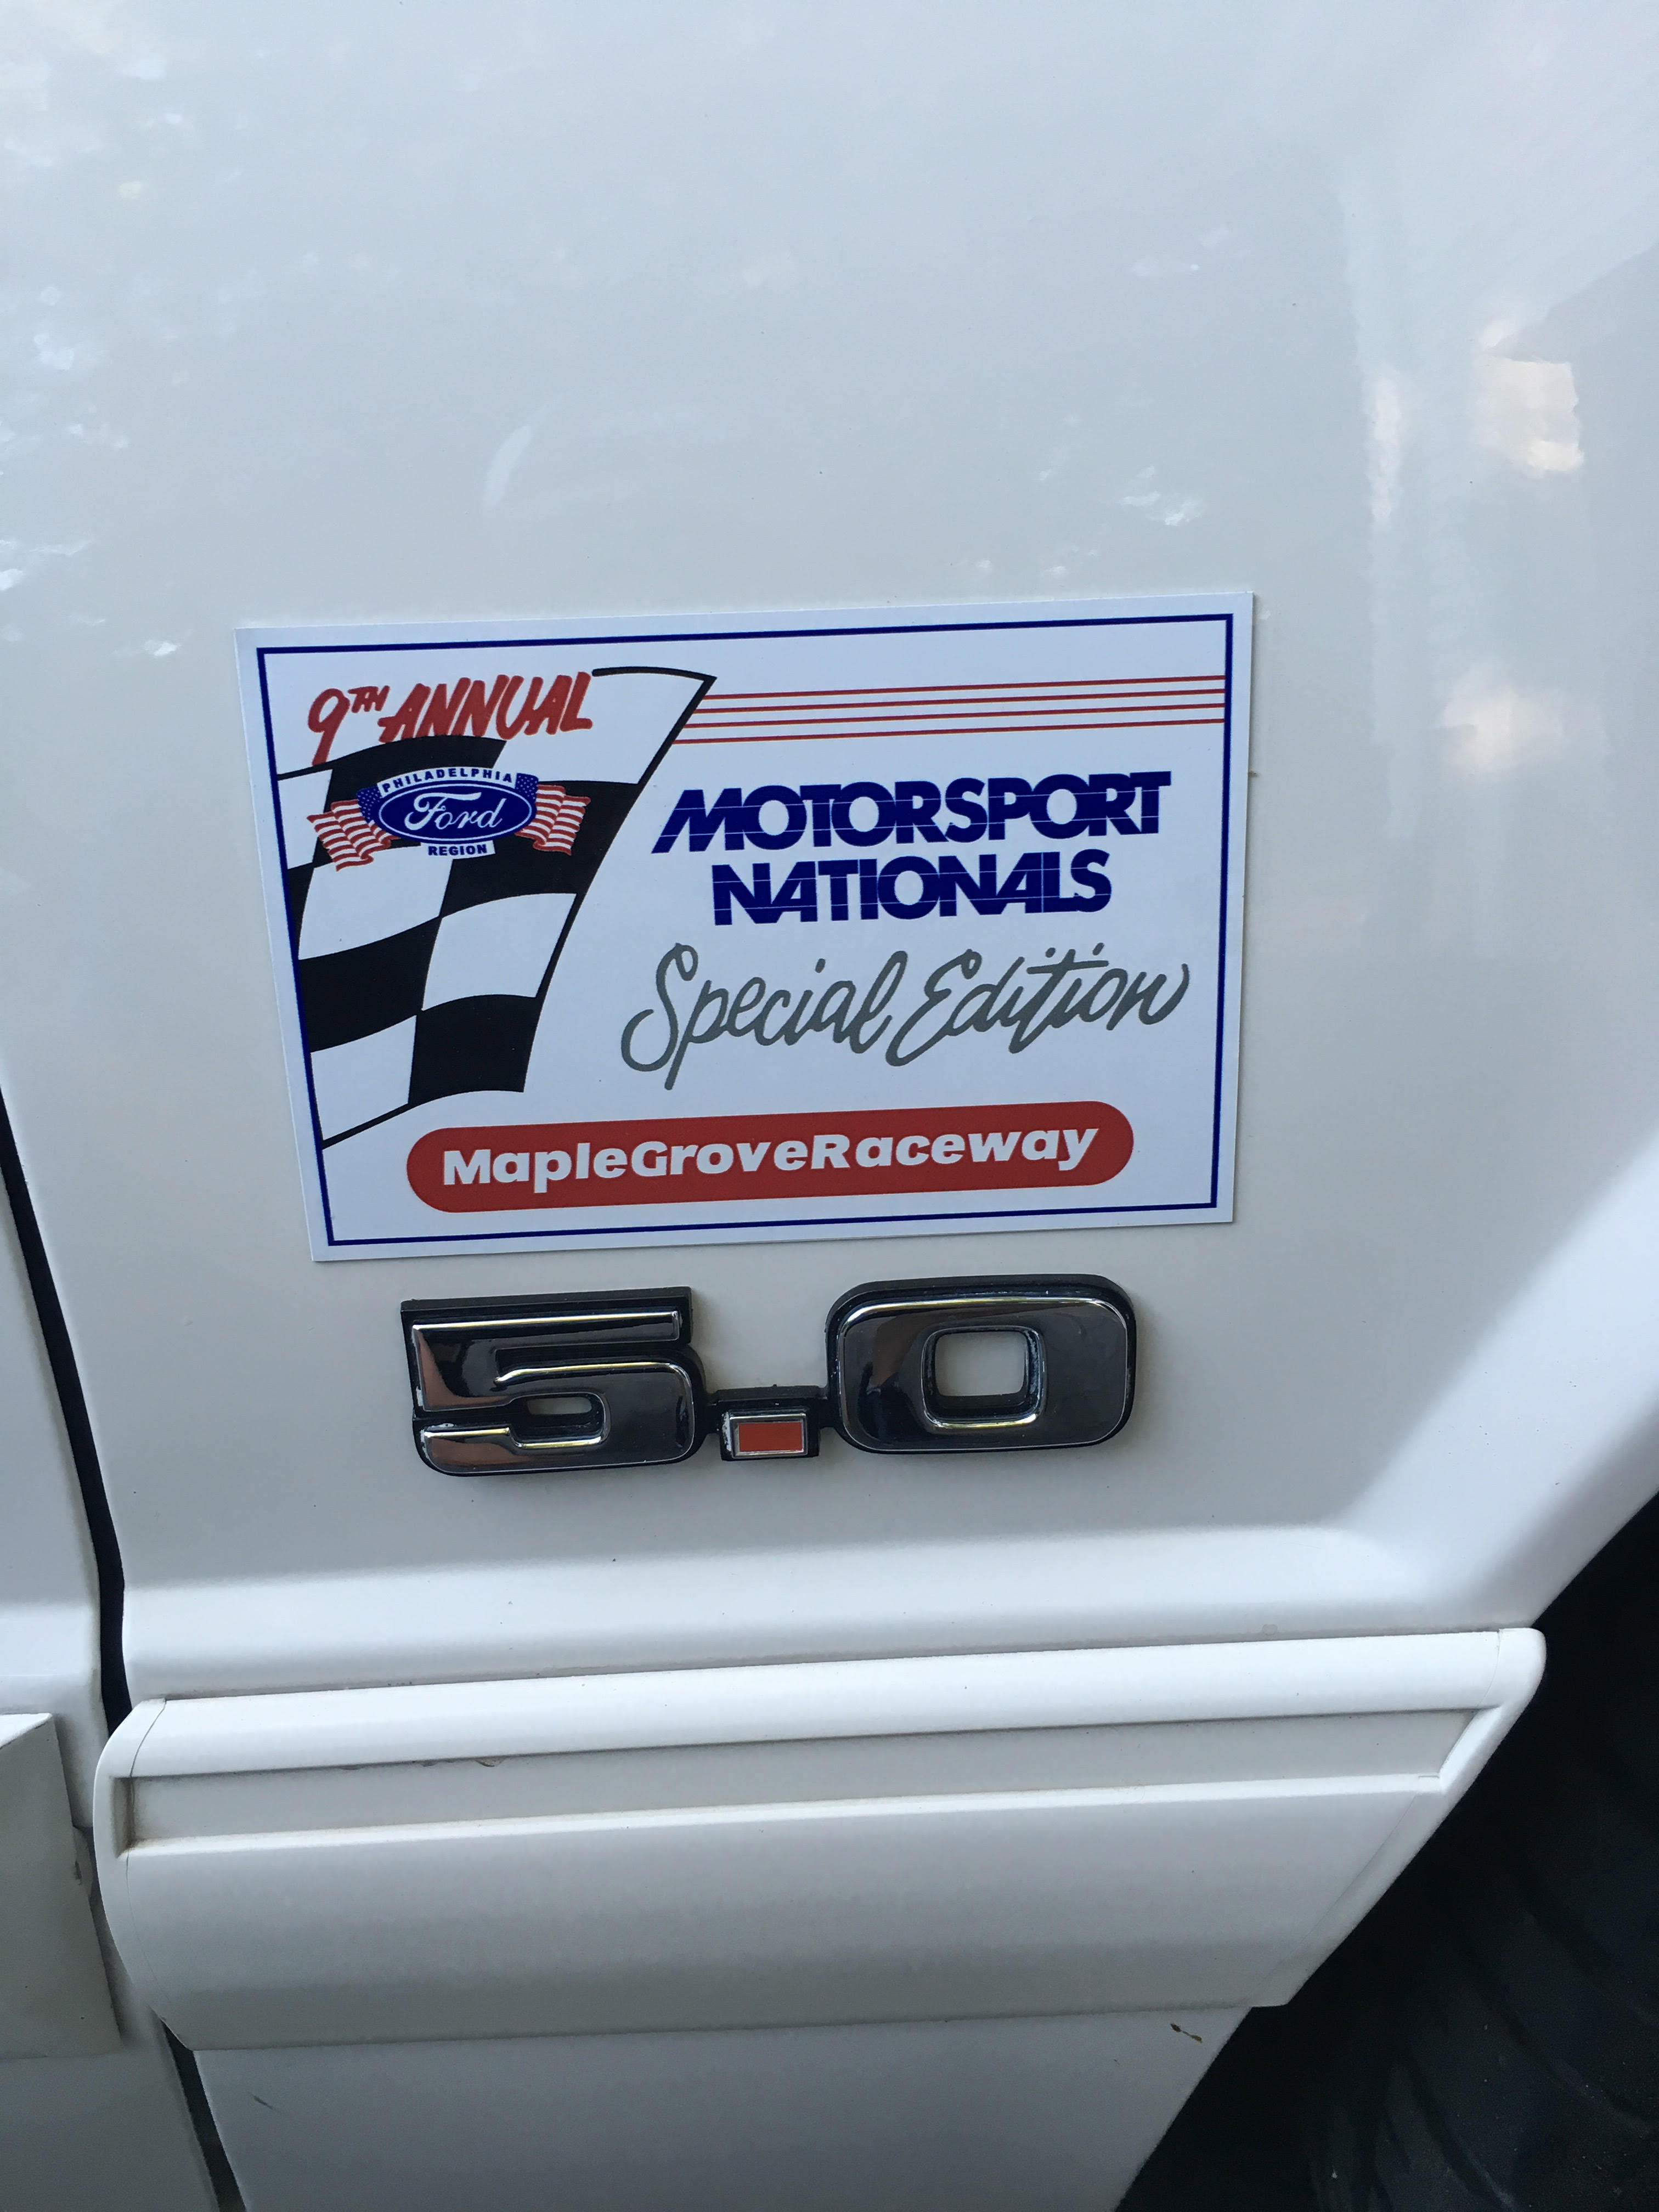 9TH ANNUAL
PHILADELPHIA
Ford
REGION
MOTORSPORT
NATIONALS
Special Edition
MapleGroveRaceway
5.0